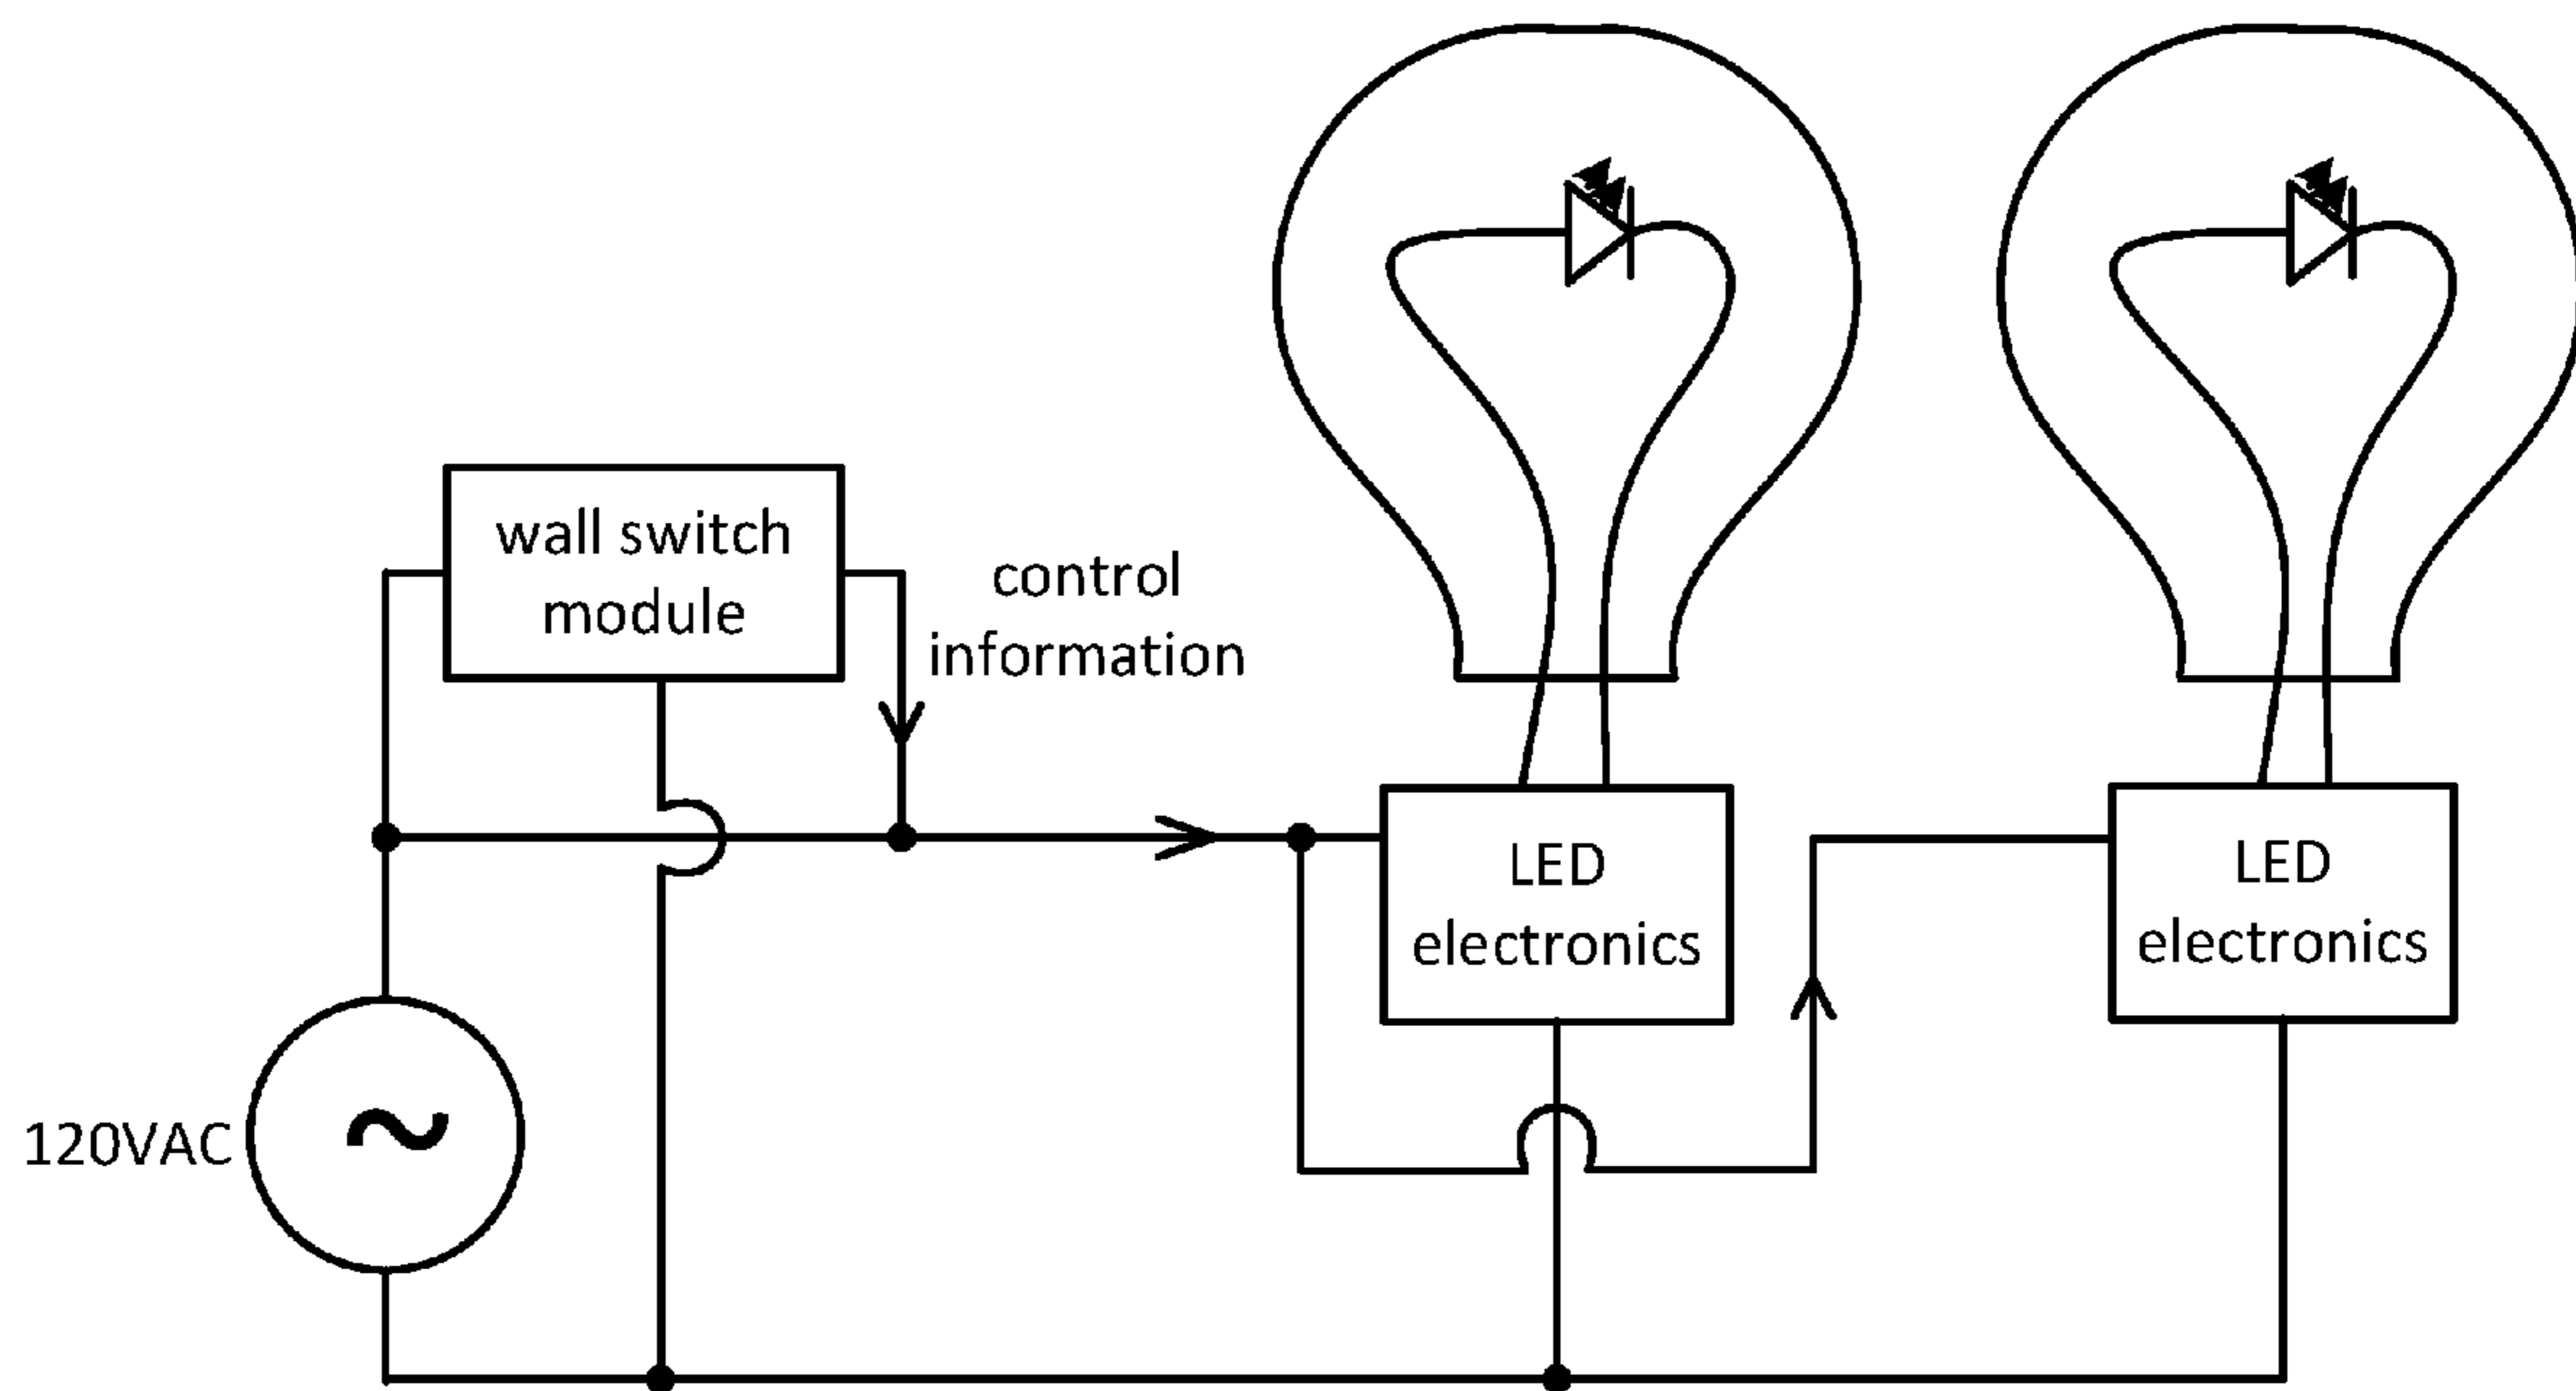 wall switch
module
control
information
120VAC
LED
electronics
LED
electronics